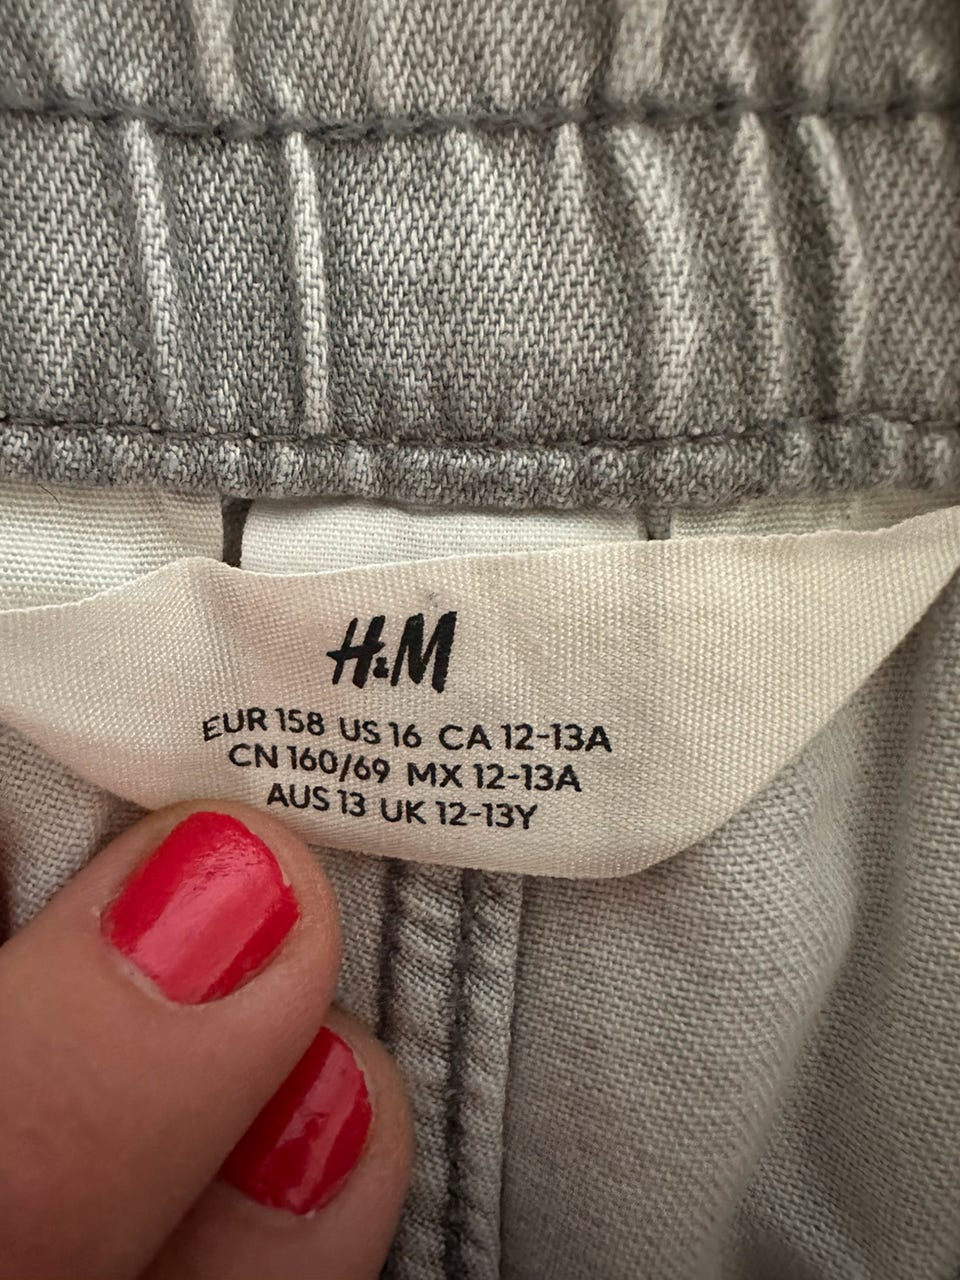 H&M
EUR 158 US 16 CA 12-13A
CN 160/69 MX 12-13A
AUS 13 UK 12-13Y